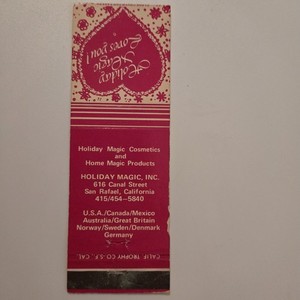 Holiday
Magic
Loves you!
Holiday Magic Cosmetics
and
Home Magic Products
HOLIDAY MAGIC, INC.
616 Canal Street
San Rafael, California
415/454-5840
U.S.A./Canada/Mexico
Australia/Great Britain
Norway/Sweden/Denmark
Germany
CALIF. TROPHY CO. S.F. CAL.